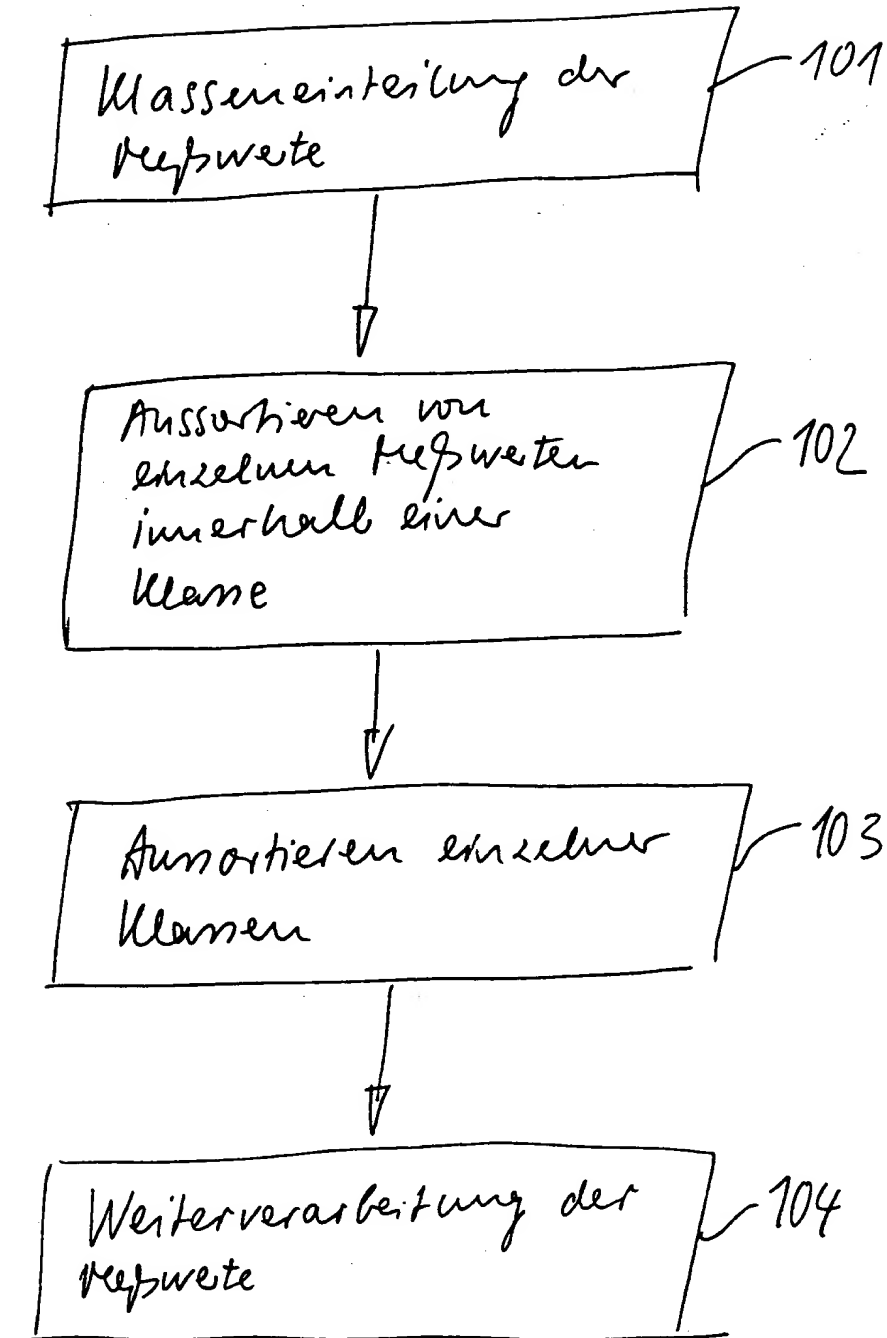 Klasseneinteilung der
Meßwerte
101
Aussortieren von
einzelnen Meßwerten
innerhalb einer
Klasse
102
Aussortieren einzelner
Klassen
103
Weiterverarbeitung der
Meßwerte
104